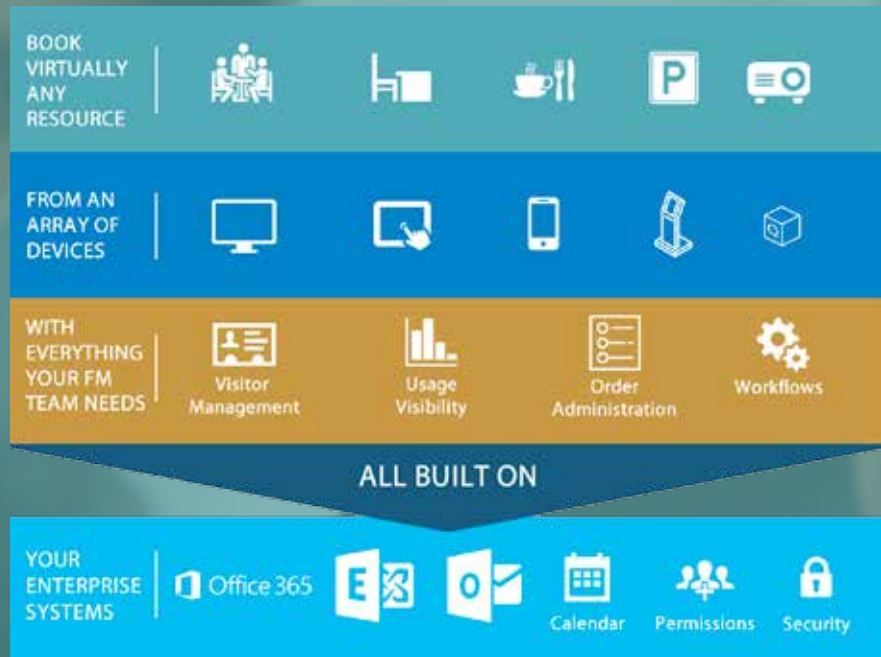 BOOK
VIRTUALLY
ANY
RESOURCE
P
FROM AN
ARRAY OF
DEVICES
WITH
EVERYTHING
YOUR FM
TEAM NEEDS
Visitor
Management
Usage
Visibility
Order
Administration
Workflows
ALL BUILT ON
YOUR
ENTERPRISE
SYSTEMS
Office 365
E
O
Calendar
Permissions
Security